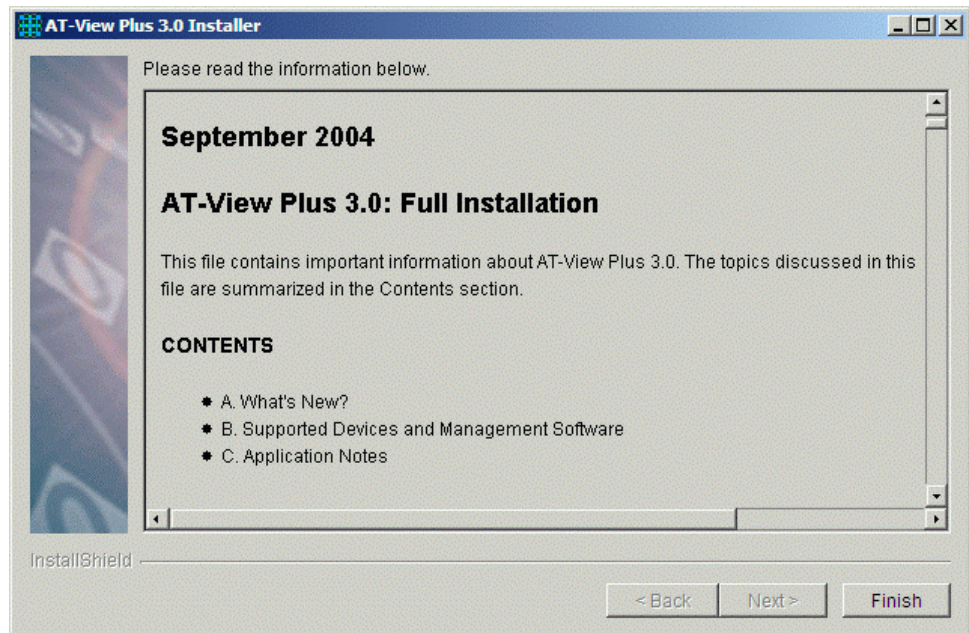 AT-View Plus 3.0 Installer
Please read the information below.
September 2004
AT-View Plus 3.0: Full Installation
This file contains important information about AT-View Plus 3.0. The topics discussed in this
file are summarized in the Contents section.
CONTENTS
A. What's New?
B. Supported Devices and Management Software
C. Application Notes
InstallShield
< Back Next > Finish